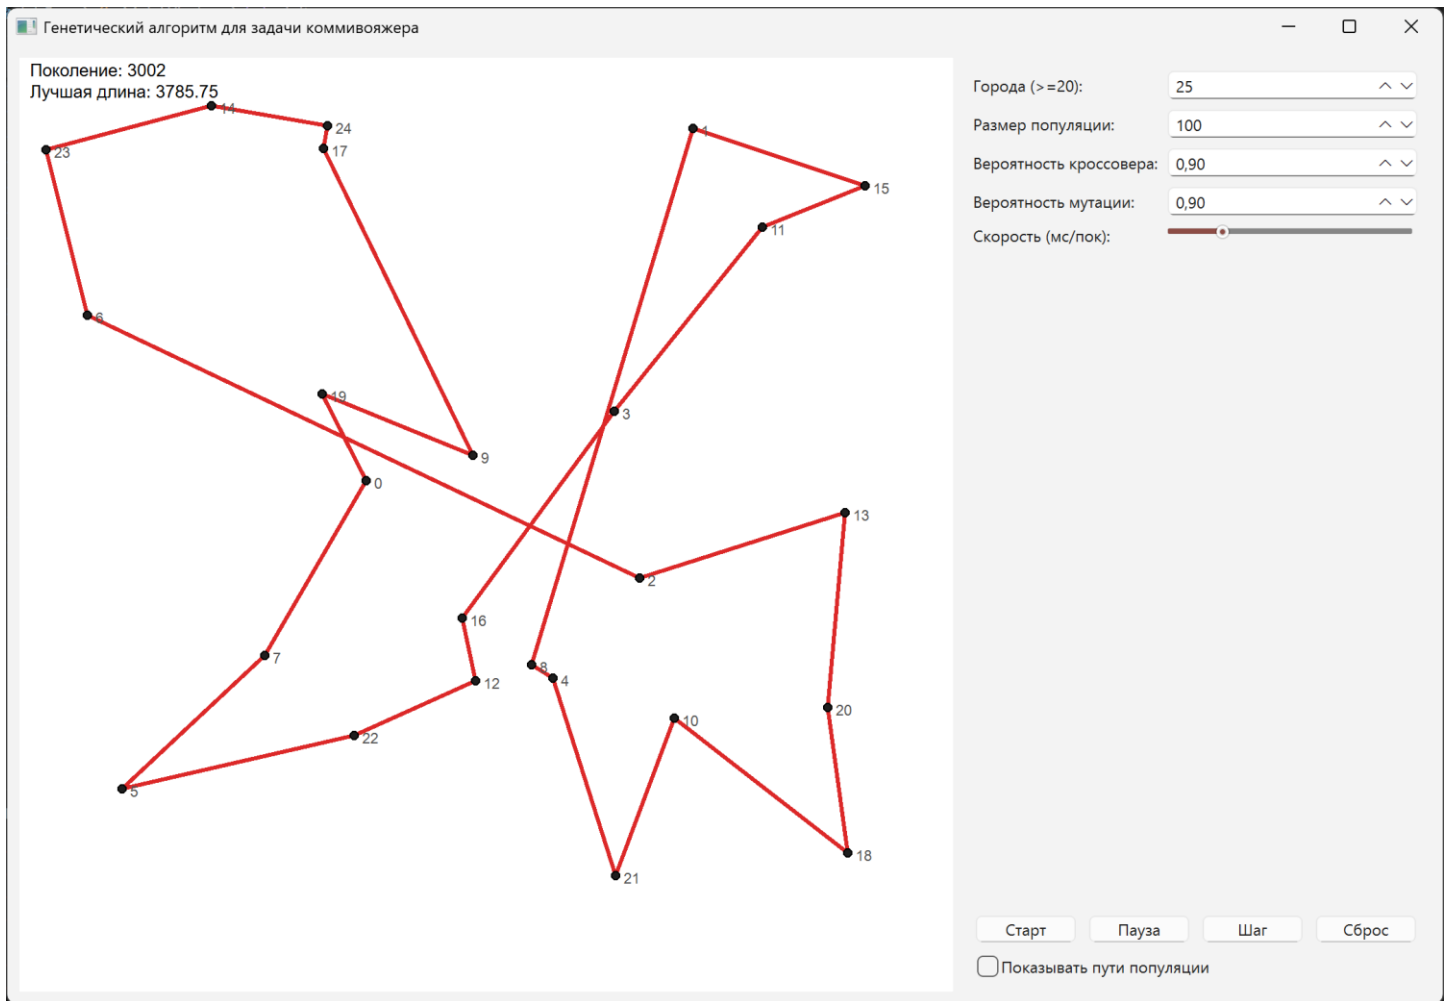 Генетический алгоритм для задачи коммивояжера
Поколение: 3002
Лучшая длина: 3785.75
14
24
23
17
1
15
11
6
19
3
9
0
13
2
16
7
8
4
12
20
10
22
5
18
21
Города (>=20): 25
Размер популяции: 100
Вероятность кроссовера: 0,90
Вероятность мутации: 0,90
Скорость (мс/пок):
Старт Пауза Шаг Сброс
Показывать пути популяции